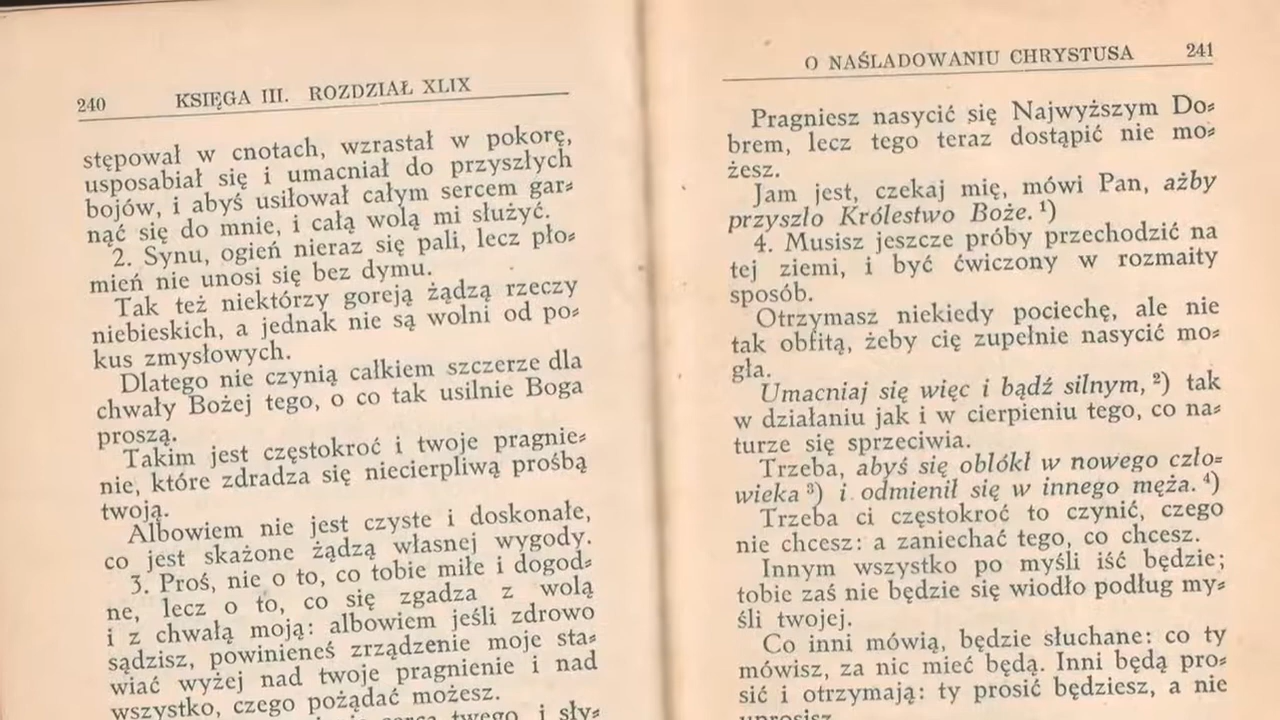 240 KSIĘGA III. ROZDZIAŁ XLIX
stępował w cnotach, wzrastał w pokorę,
usposabiał się i umacniał do przyszłych
bojów, i abyś usiłował całym sercem gar⸗
nąć się do mnie, i całą wolą mi służyć.
2. Synu, ogień nieraz się pali, lecz pło⸗
mień nie unosi się bez dymu.
Tak też niektórzy goreją żądzą rzeczy
niebieskich, a jednak nie są wolni od po⸗
kus zmysłowych.
Dlatego nie czynią całkiem szczerze dla
chwały Bożej tego, o co tak usilnie Boga
proszą.
Takim jest częstokroć i twoje pragnie⸗
nie, które zdradza się niecierpliwą prośbą
twoją.
Albowiem nie jest czyste i doskonałe,
co jest skażone żądzą własnej wygody.
3. Proś, nie o to, co tobie miłe i dogod⸗
ne, lecz o to, co się zgadza z wolą
i z chwałą moją: albowiem jeśli zdrowo
sądzisz, powinieneś zrządzenie moje sta⸗
wiać wyżej nad twoje pragnienie i nad
wszystko, czego pożądać możesz.
twego i sły⸗
O NAŚLADOWANIU CHRYSTUSA 241
Pragniesz nasycić się Najwyższym Do⸗
brem, lecz tego teraz dostąpić nie mo⸗
żesz.
Jam jest, czekaj mię, mówi Pan, ażby
przyszło Królestwo Boże. ¹)
4. Musisz jeszcze próby przechodzić na
tej ziemi, i być ćwiczony w rozmaity
sposób.
Otrzymasz niekiedy pociechę, ale nie
tak obfitą, żeby cię zupełnie nasycić mo⸗
gła.
Umacniaj się więc i bądź silnym, ²) tak
w działaniu jak i w cierpieniu tego, co na⸗
turze się sprzeciwia.
Trzeba, abyś się oblókł w nowego czło⸗
wieka ³) i odmienił się w innego męża. ⁴)
Trzeba ci częstokroć to czynić, czego
nie chcesz: a zaniechać tego, co chcesz.
Innym wszystko po myśli iść będzie;
tobie zaś nie będzie się wiodło podług my⸗
śli twojej.
Co inni mówią, będzie słuchane: co ty
mówisz, za nic mieć będą. Inni będą pro⸗
sić i otrzymają: ty prosić będziesz, a nie